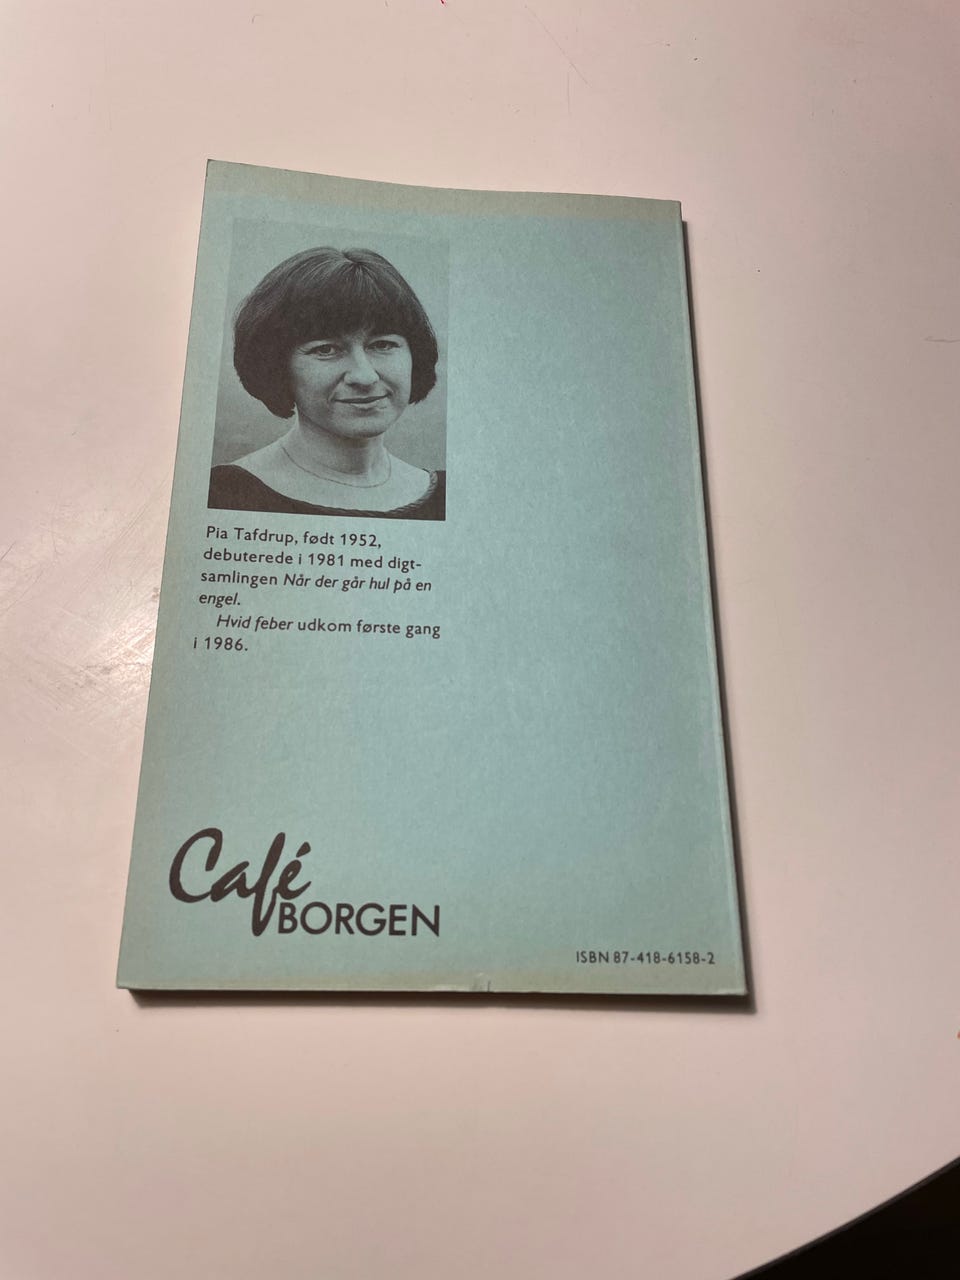 Pia Tafdrup, født 1952,
debuterede i 1981 med digt-
samlingen Når der går hul på en
engel.
Hvid feber udkom første gang
i 1986.
Café
BORGEN
ISBN 87-418-6158-2